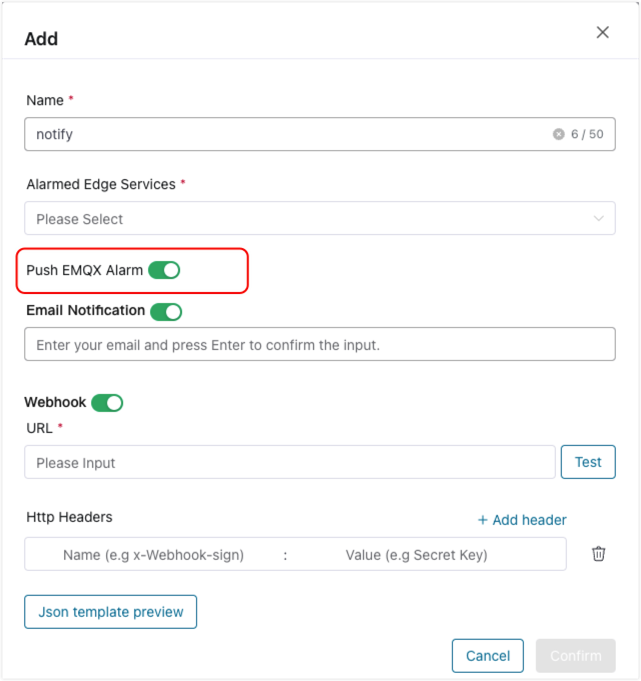 Add
Name *
notify 6 / 50
Alarmed Edge Services *
Please Select
Push EMQX Alarm
Email Notification
Enter your email and press Enter to confirm the input.
Webhook
URL *
Please Input Test
Http Headers + Add header
Name (e.g x-Webhook-sign) : Value (e.g Secret Key)
Json template preview
Cancel Confirm